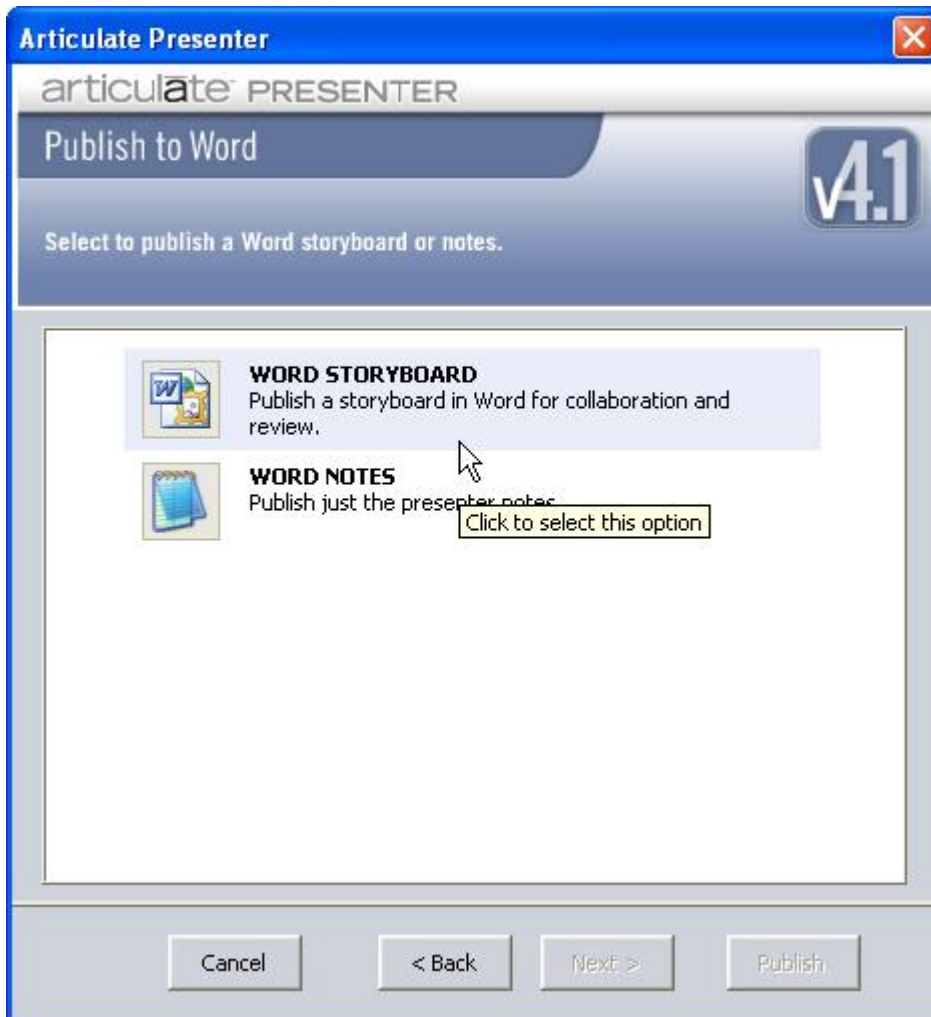 Articulate Presenter
articulāte™ PRESENTER
Publish to Word
v4.1
Select to publish a Word storyboard or notes.
WORD STORYBOARD
Publish a storyboard in Word for collaboration and
review.
WORD NOTES
Publish just the presenter notes
Click to select this option
Cancel
< Back
Next >
Publish